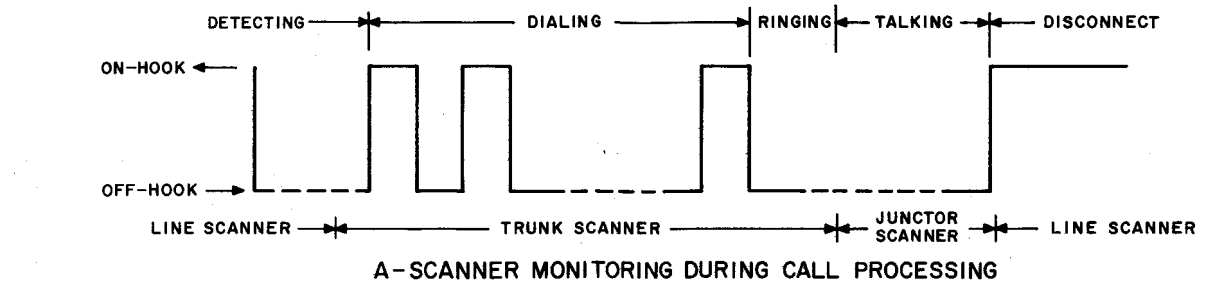 DETECTING DIALING RINGING TALKING DISCONNECT
ON-HOOK
OFF-HOOK
LINE SCANNER TRUNK SCANNER JUNCTOR SCANNER LINE SCANNER
A-SCANNER MONITORING DURING CALL PROCESSING